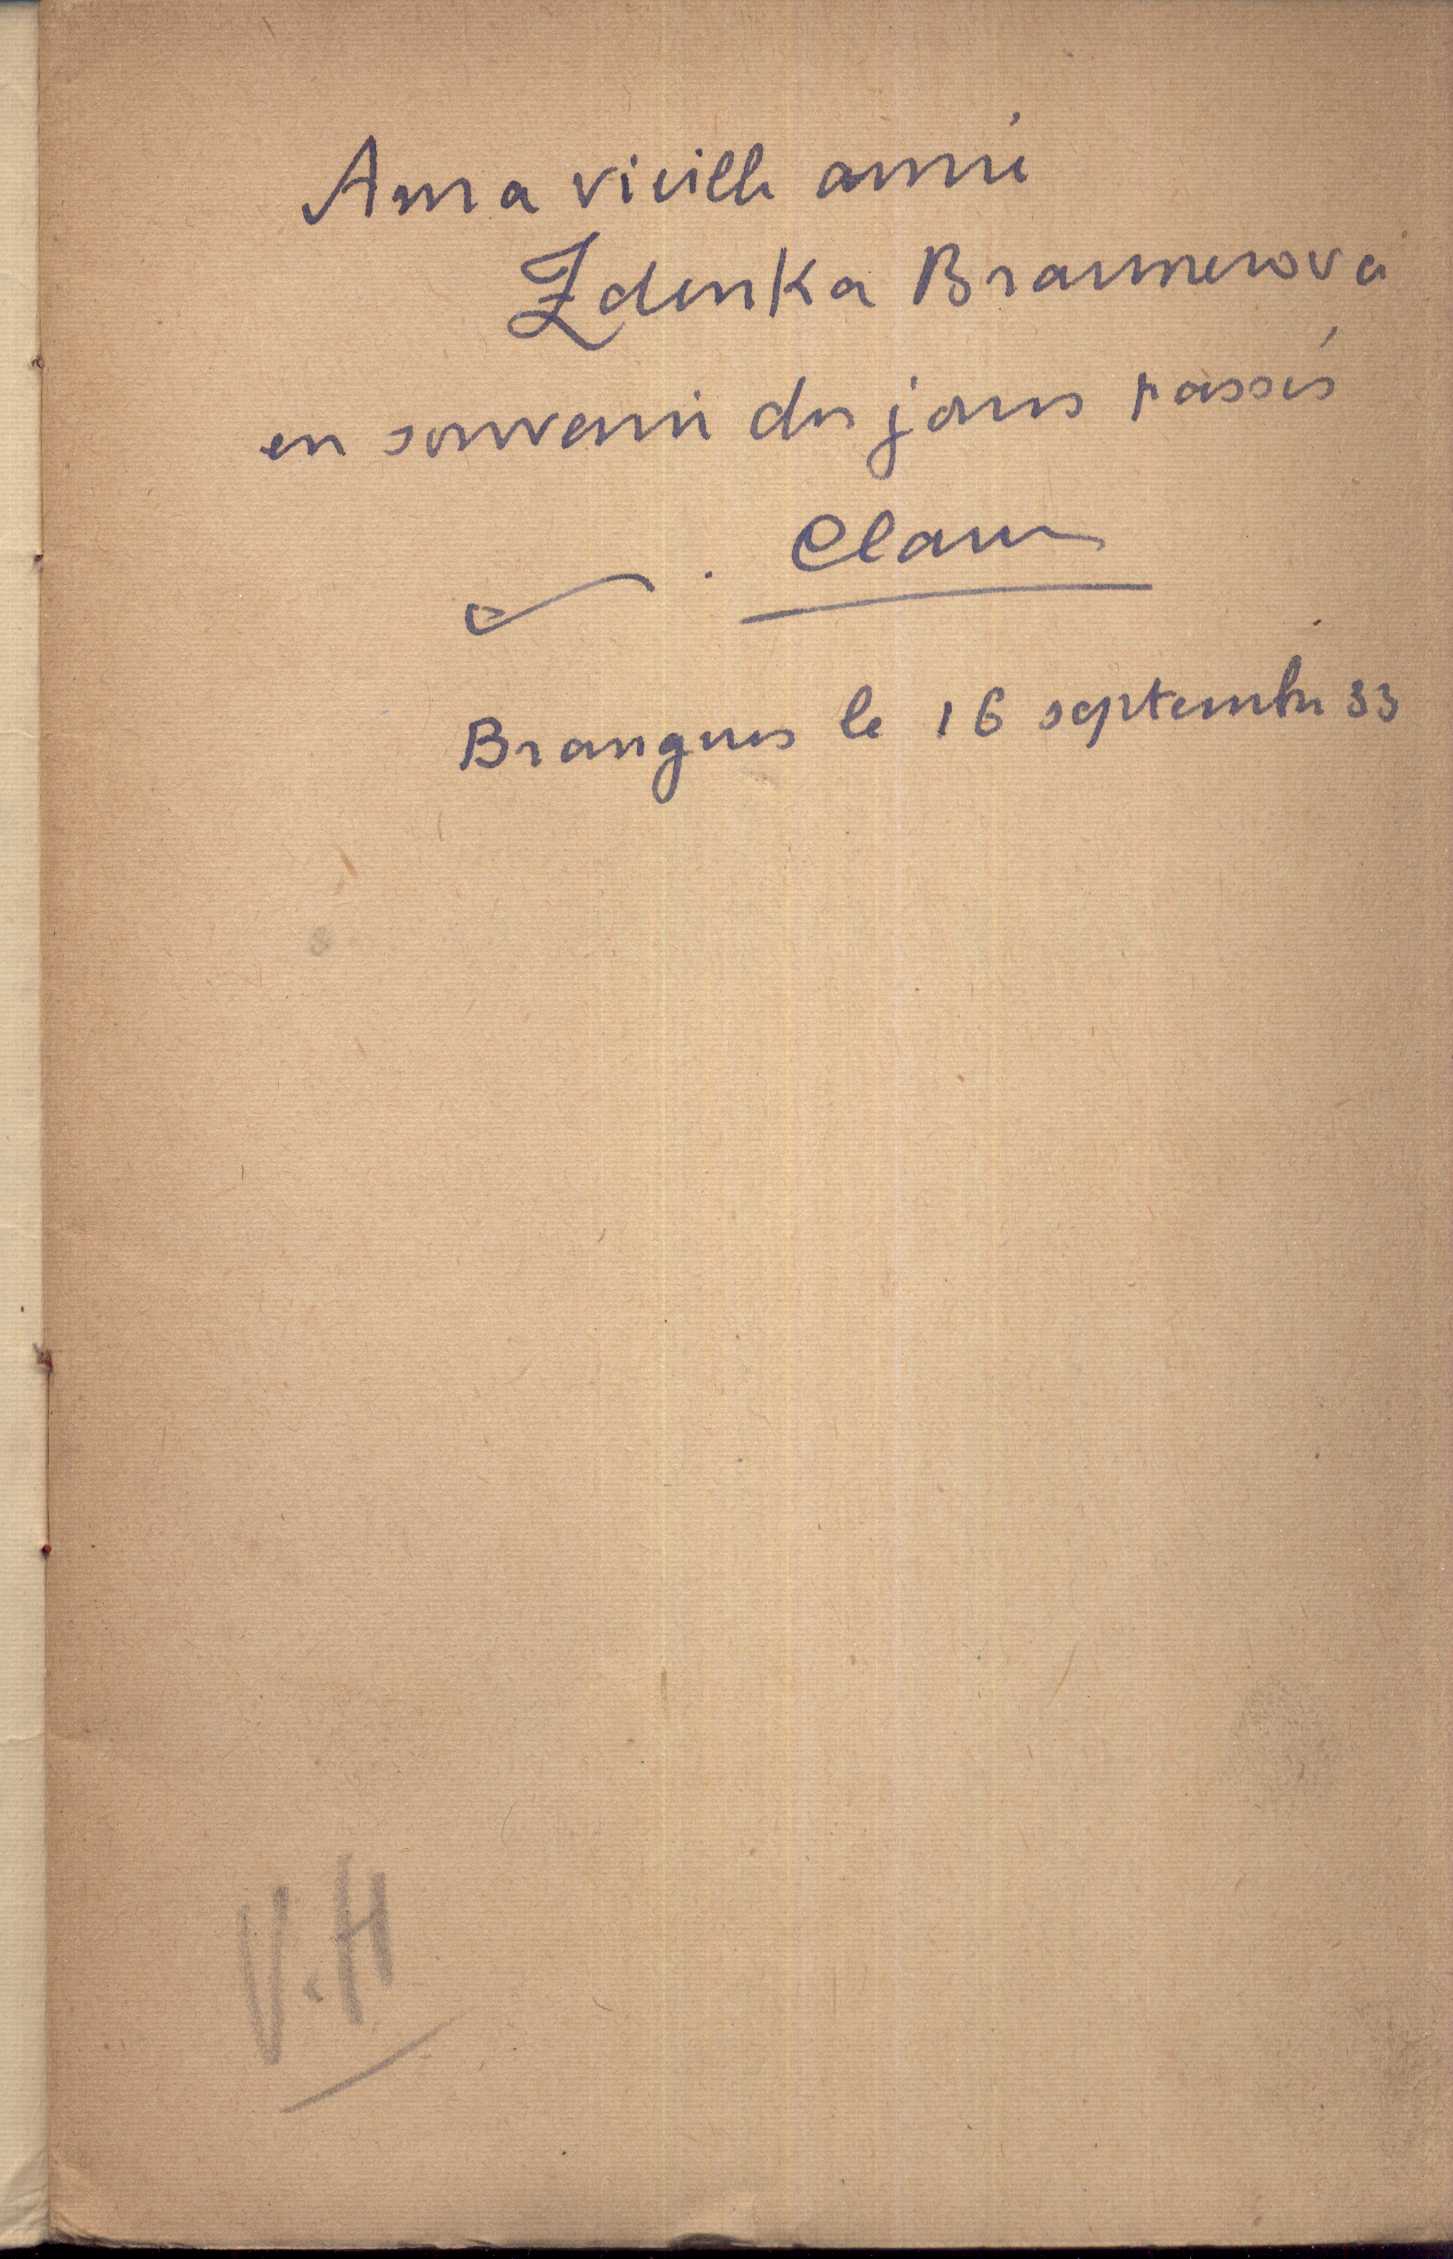 A ma vieille amie
Zdenka Braunerova
en souvenir des jours passés
Claudel
Brangues le 16 septembre 33
V.H